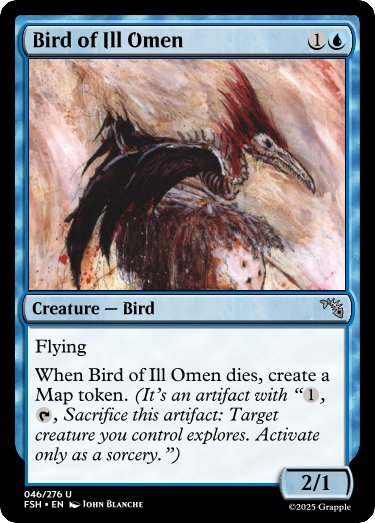 Bird of Ill Omen 1
Creature — Bird
Flying
When Bird of Ill Omen dies, create a
Map token. (It's an artifact with “1,
, Sacrifice this artifact: Target
creature you control explores. Activate
only as a sorcery.”)
2/1
046/276 U
FSH • EN John Blanche
©2025 Grapple